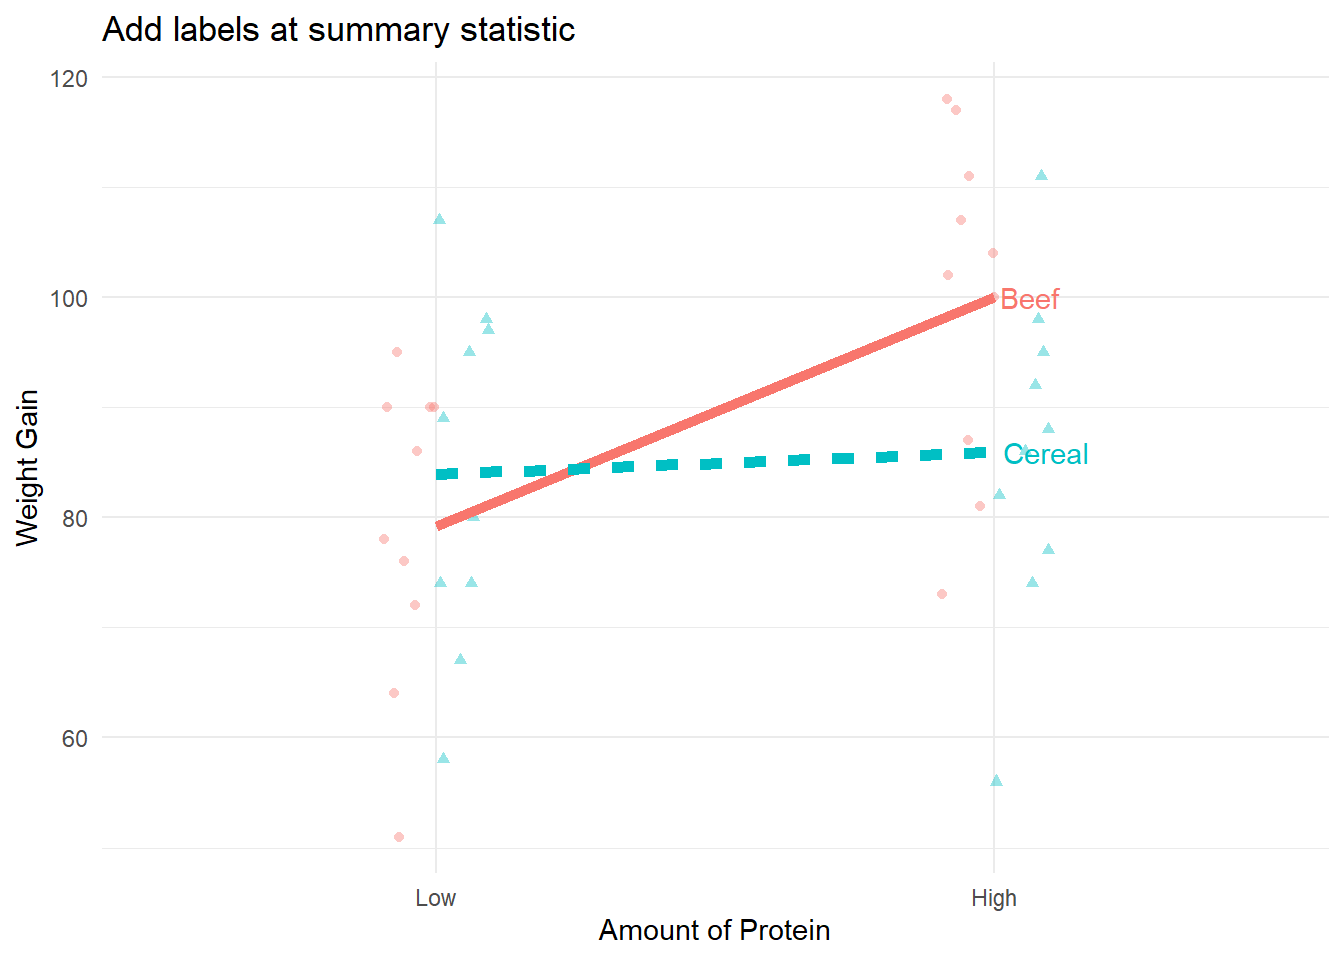 Add labels at summary statistic
120
100
80
60
Weight Gain
Beef
Cereal
Low
High
Amount of Protein